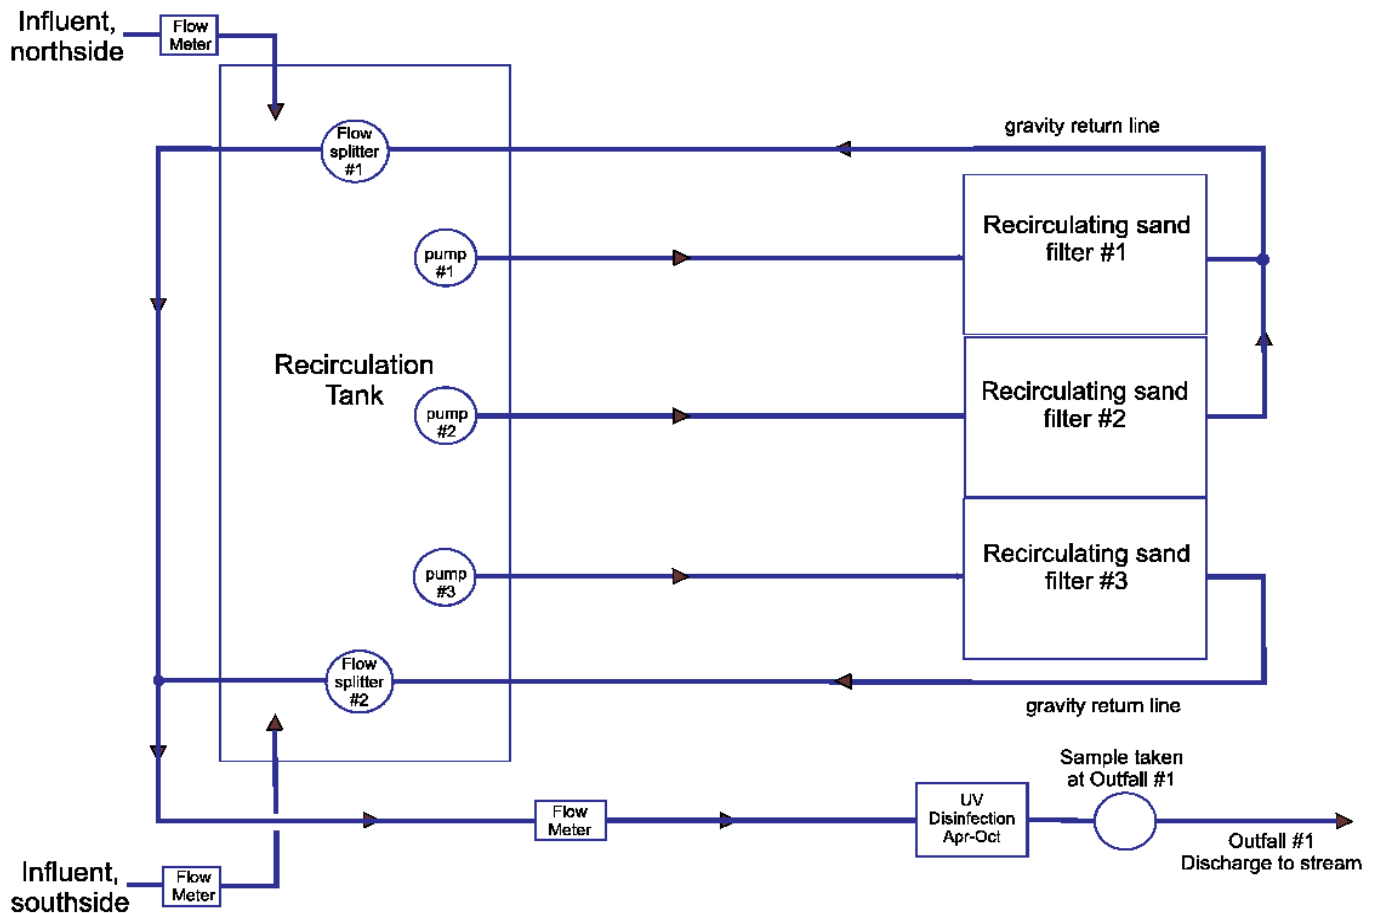 Influent,
northside
Flow
Meter
gravity return line
Flow
splitter
#1
Recirculating sand
filter #1
pump
#1
Recirculation
Tank
Recirculating sand
filter #2
pump
#2
Recirculating sand
filter #3
pump
#3
Flow
splitter
#2
gravity return line
Sample taken
at Outfall #1
Flow
Meter
UV
Disinfection
Apr-Oct
Outfall #1
Discharge to stream
Influent,
southside
Flow
Meter